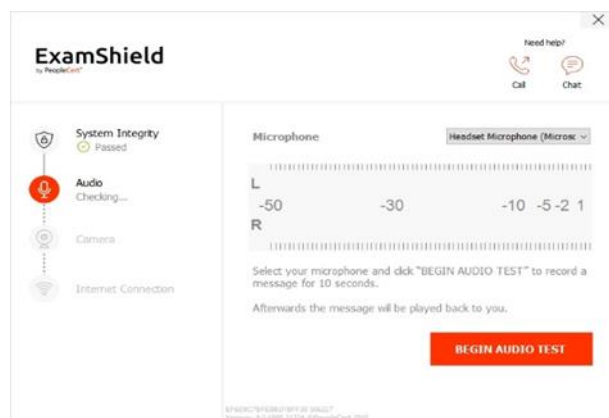 ExamShield
by PeopleCert
Need help?
Call
Chat
System Integrity
Passed
Audio
Checking...
Camera
Internet Connection
Microphone
Headset Microphone (Microsc
L
-50 -30 -10 -5 -2 1
R
Select your microphone and click "BEGIN AUDIO TEST" to record a
message for 10 seconds.
Afterwards the message will be played back to you.
BEGIN AUDIO TEST